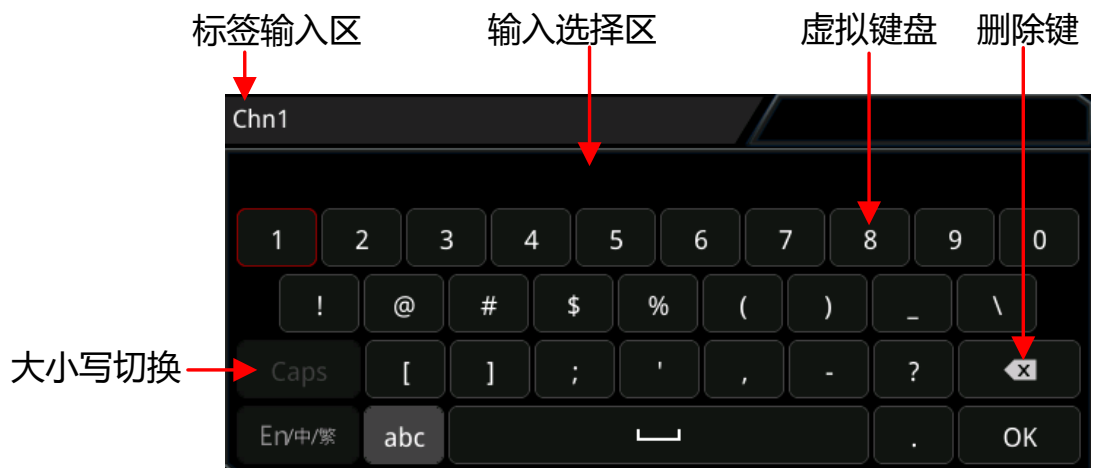 标签输入区 输入选择区 虚拟键盘 删除键
Chn1
1 2 3 4 5 6 7 8 9 0
! @ # $ % ( ) _ \
大小写切换 Caps [ ] ; ' , - ?
En/中/繁 abc . OK